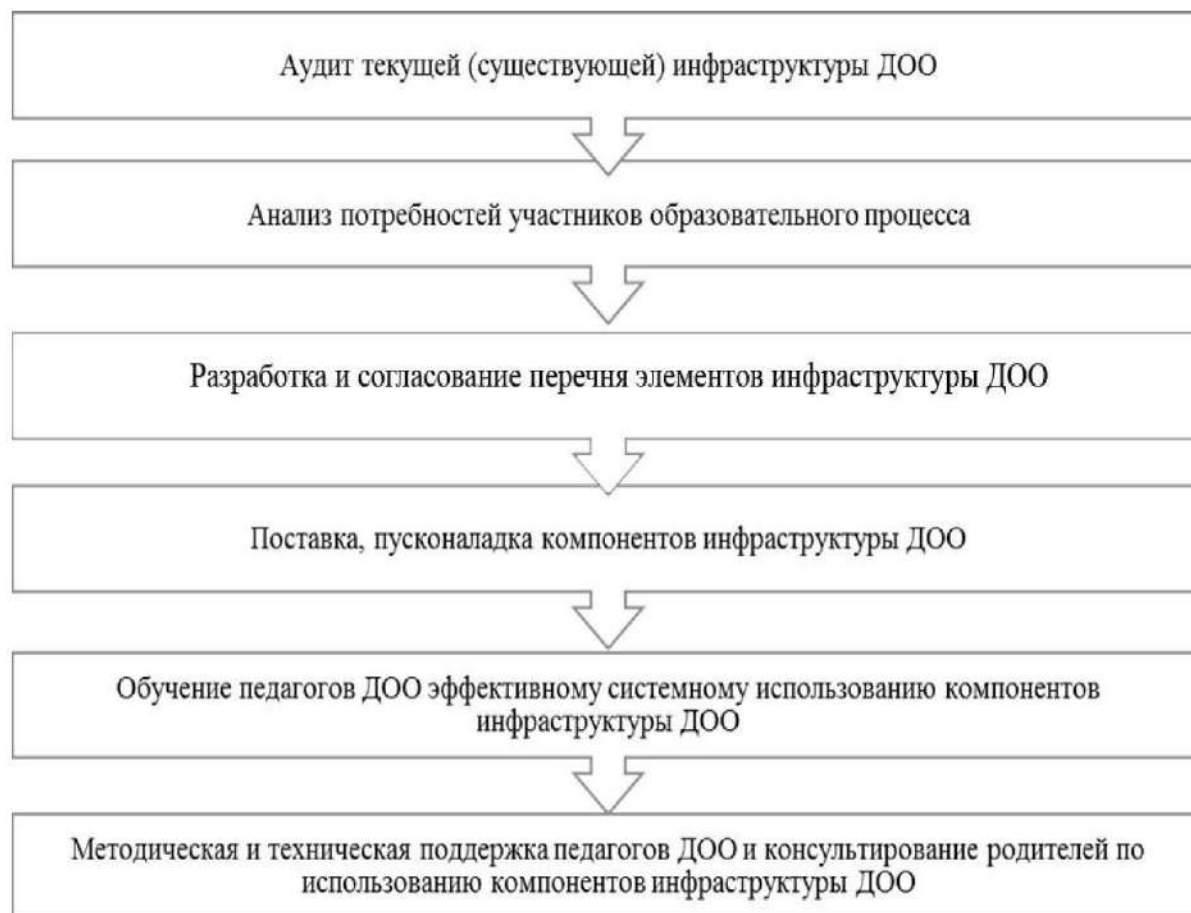 Аудит текущей (существующей) инфраструктуры ДОО
Анализ потребностей участников образовательного процесса
Разработка и согласование перечня элементов инфраструктуры ДОО
Поставка, пусконаладка компонентов инфраструктуры ДОО
Обучение педагогов ДОО эффективному системному использованию компонентов
инфраструктуры ДОО
Методическая и техническая поддержка педагогов ДОО и консультирование родителей по
использованию компонентов инфраструктуры ДОО